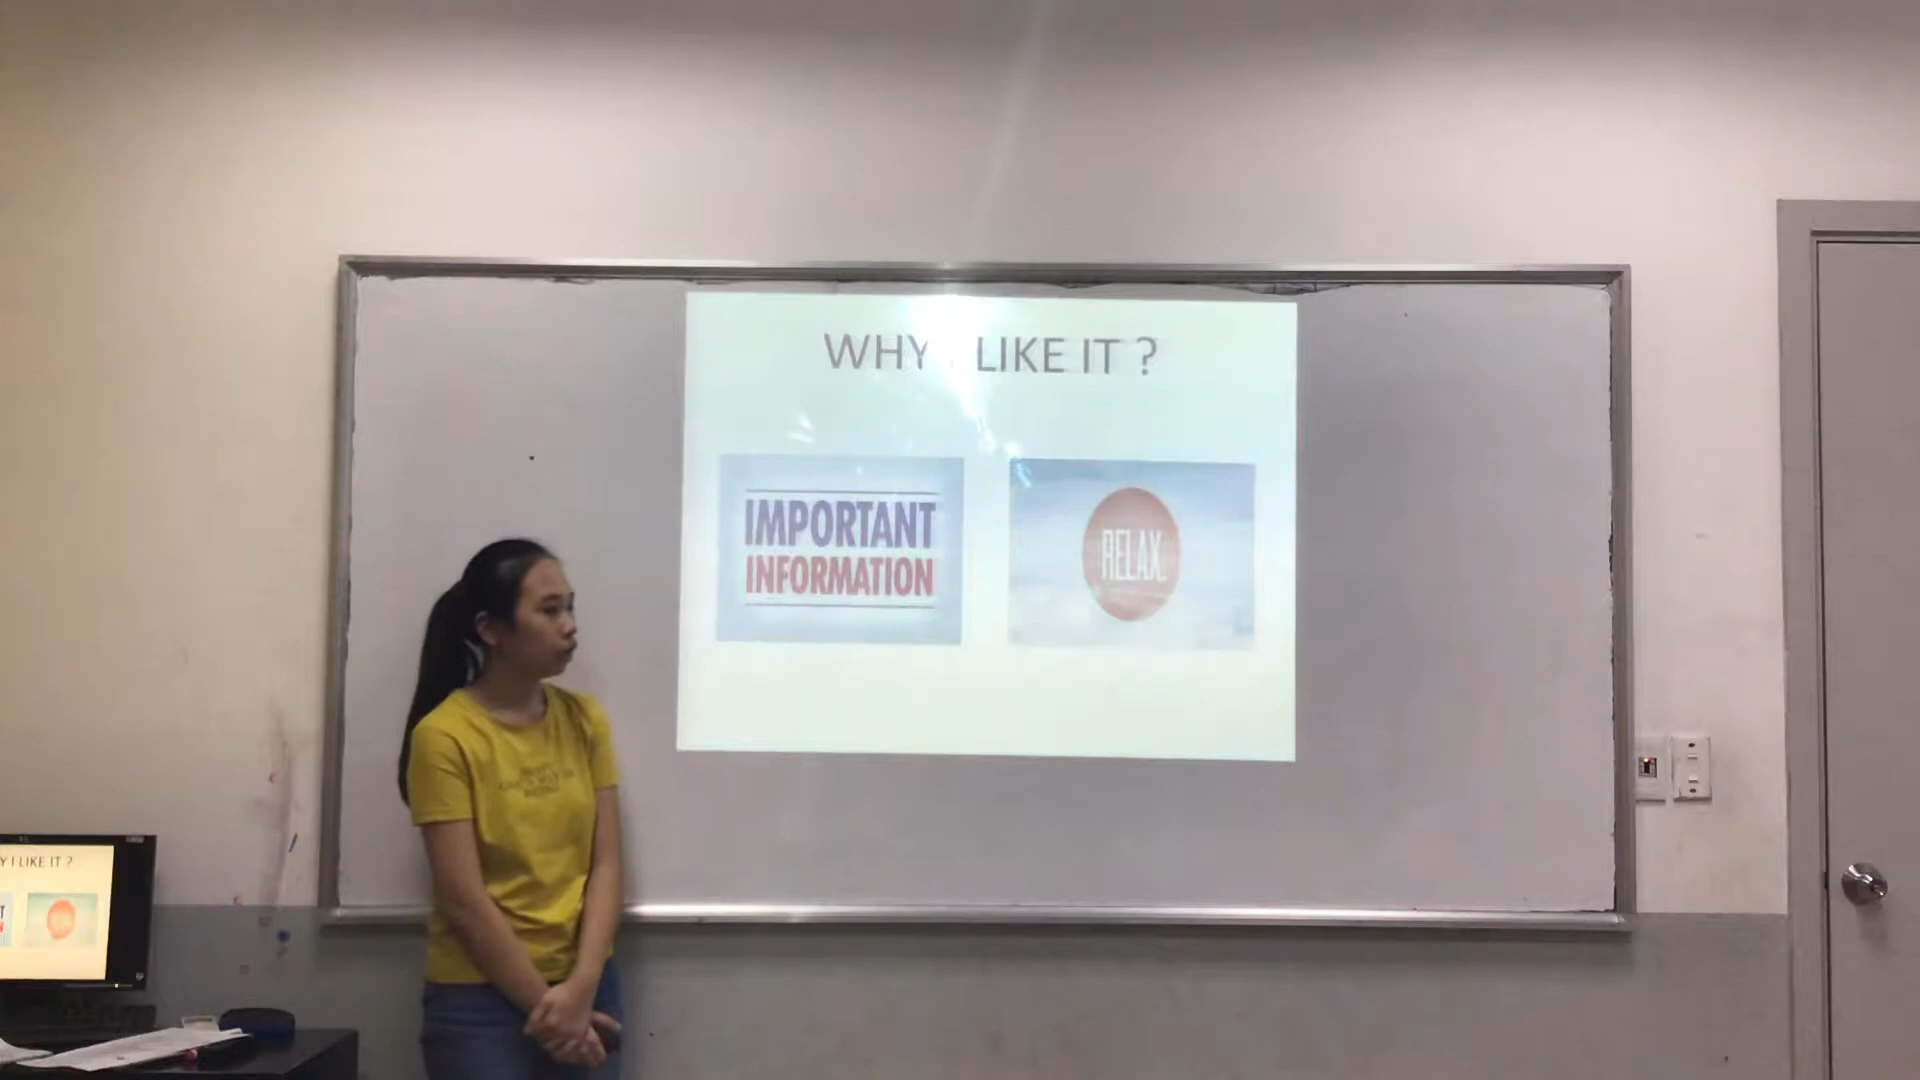 WHY I LIKE IT ?
IMPORTANT
INFORMATION
RELAX.
Y I LIKE IT ?